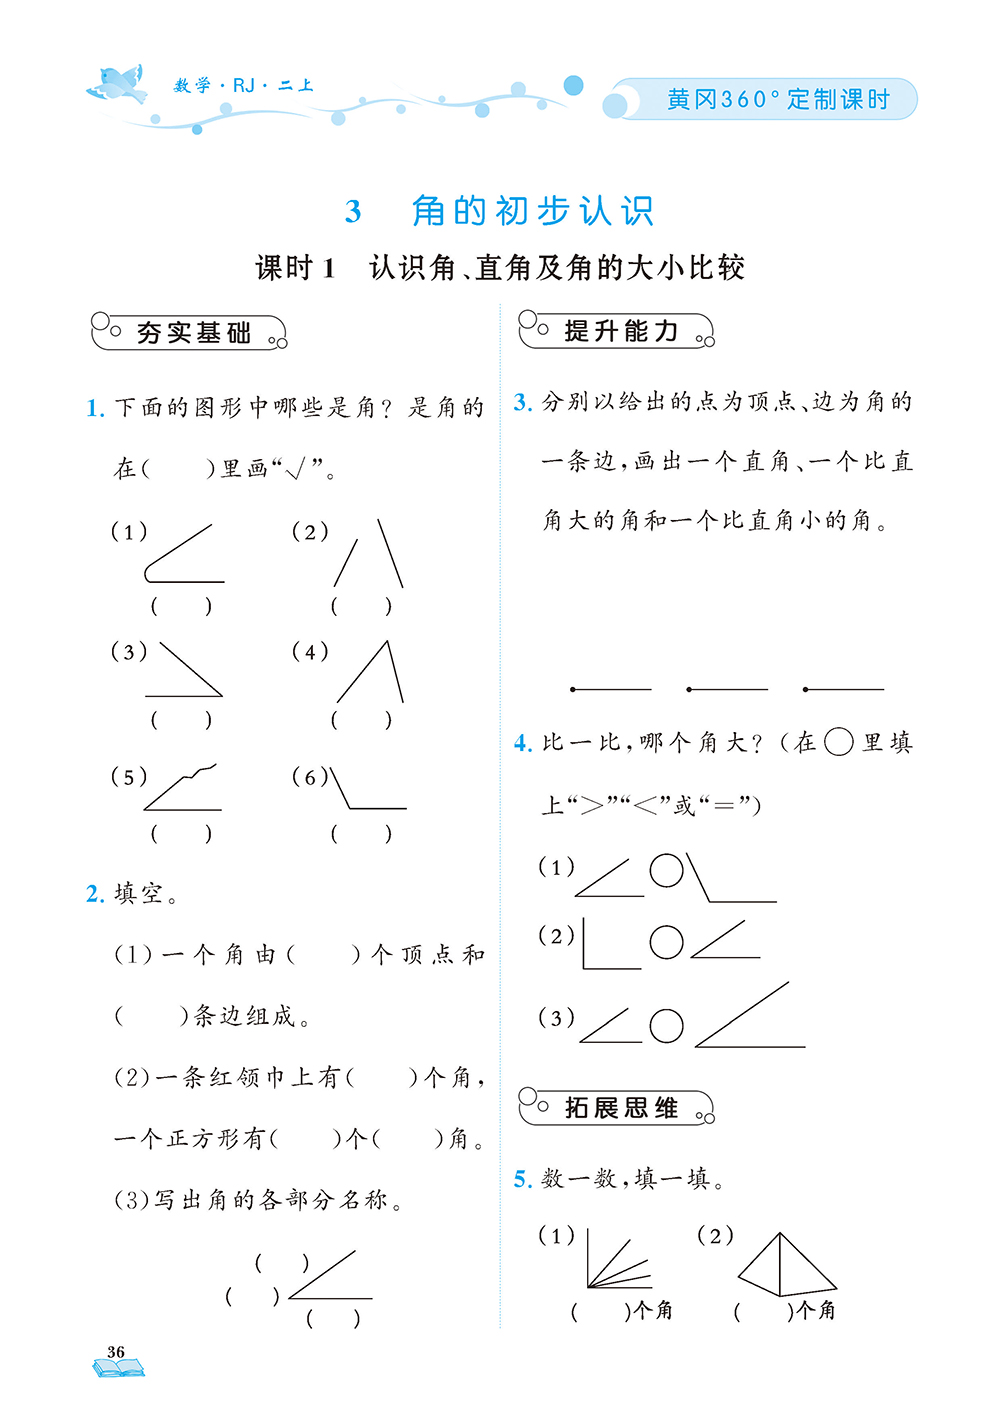 数学·RJ·二上
黄冈360°定制课时
3 角的初步认识
课时1 认识角、直角及角的大小比较
夯实基础
1. 下面的图形中哪些是角？是角的
在(  )里画“√”。
(1) (2)
(  ) (  )
(3) (4)
(  ) (  )
(5) (6)
(  ) (  )
2. 填空。
(1)一个角由(  )个顶点和
(  )条边组成。
(2)一条红领巾上有(  )个角，
一个正方形有(  )个(  )角。
(3)写出角的各部分名称。
(  )
(  )
(  )
提升能力
3. 分别以给出的点为顶点、边为角的
一条边，画出一个直角、一个比直
角大的角和一个比直角小的角。
4. 比一比，哪个角大？(在○里填
上“＞”“＜”或“＝”)
(1) ○
(2) ○
(3) ○
拓展思维
5. 数一数，填一填。
(1) (2)
(  )个角 (  )个角
36